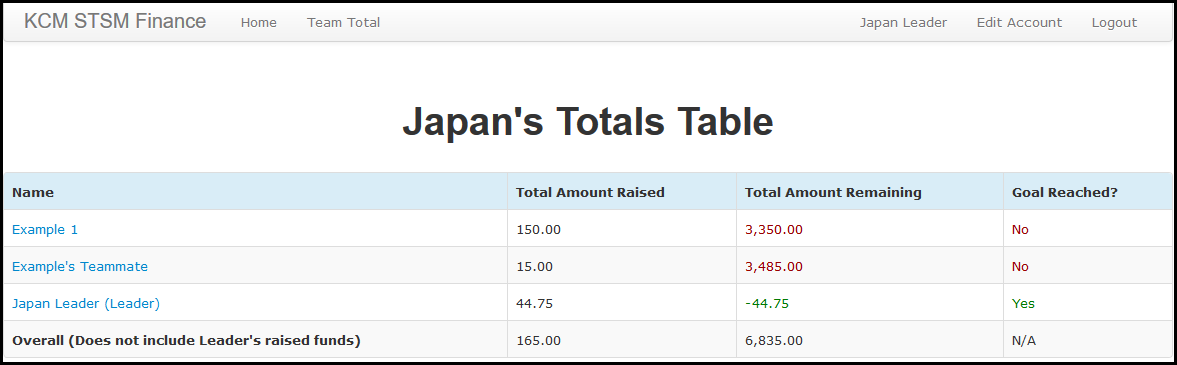 KCM STSM Finance Home Team Total Japan Leader Edit Account Logout
Japan's Totals Table
Name Total Amount Raised Total Amount Remaining Goal Reached?
Example 1 150.00 3,350.00 No
Example's Teammate 15.00 3,485.00 No
Japan Leader (Leader) 44.75 -44.75 Yes
Overall (Does not include Leader's raised funds) 165.00 6,835.00 N/A